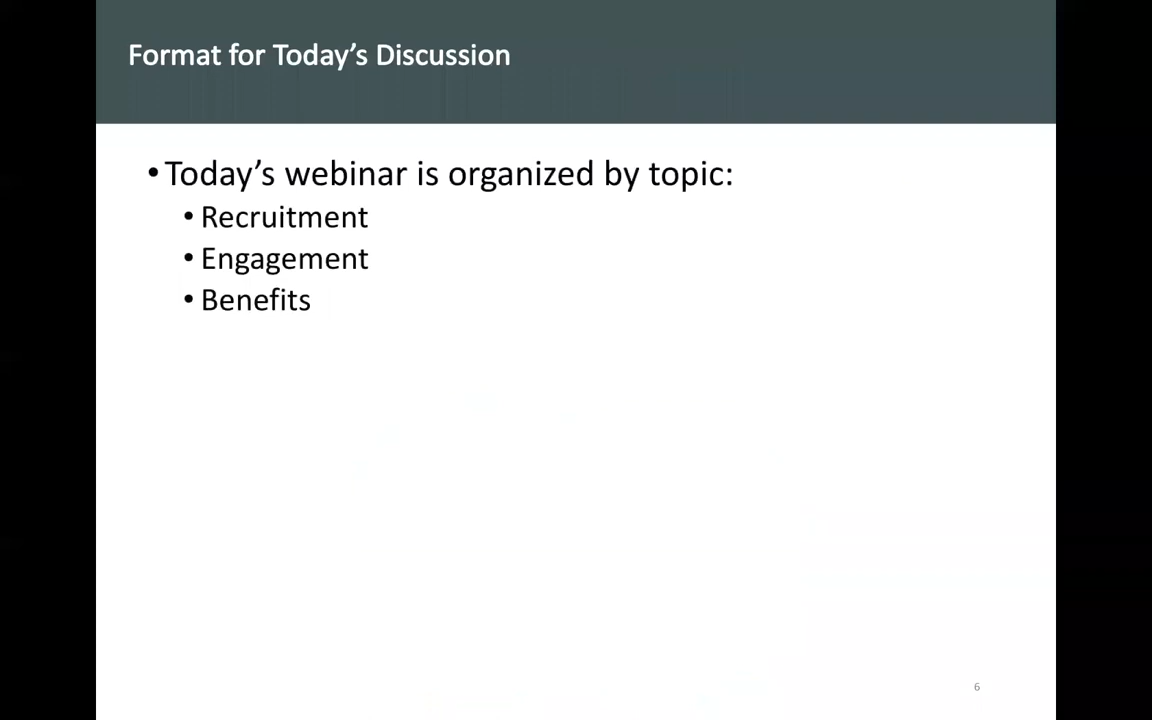 Format for Today’s Discussion
• Today’s webinar is organized by topic:
• Recruitment
• Engagement
• Benefits
6